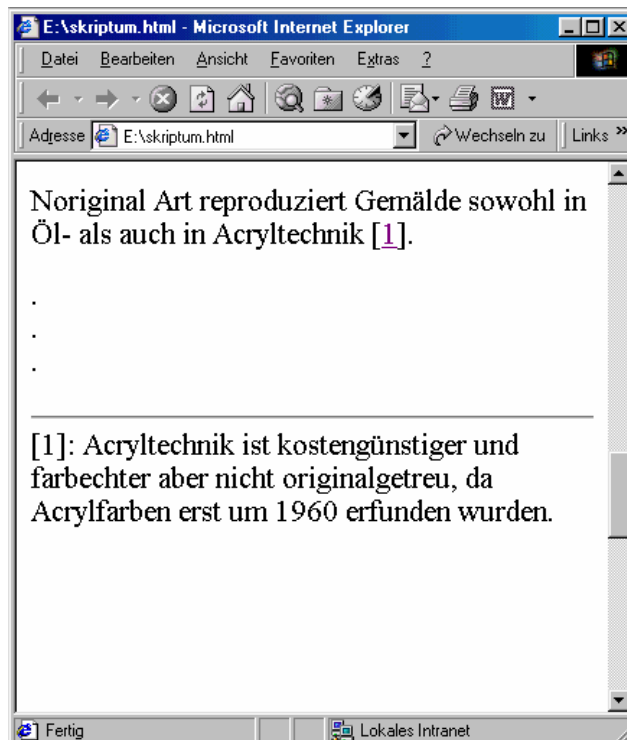 E:\skriptum.html - Microsoft Internet Explorer
Datei Bearbeiten Ansicht Favoriten Extras ?
Adresse E:\skriptum.html Wechseln zu Links »
Noriginal Art reproduziert Gemälde sowohl in
Öl- als auch in Acryltechnik [1].
.
.
.
[1]: Acryltechnik ist kostengünstiger und
farbechter aber nicht originalgetreu, da
Acrylfarben erst um 1960 erfunden wurden.
Fertig Lokales Intranet